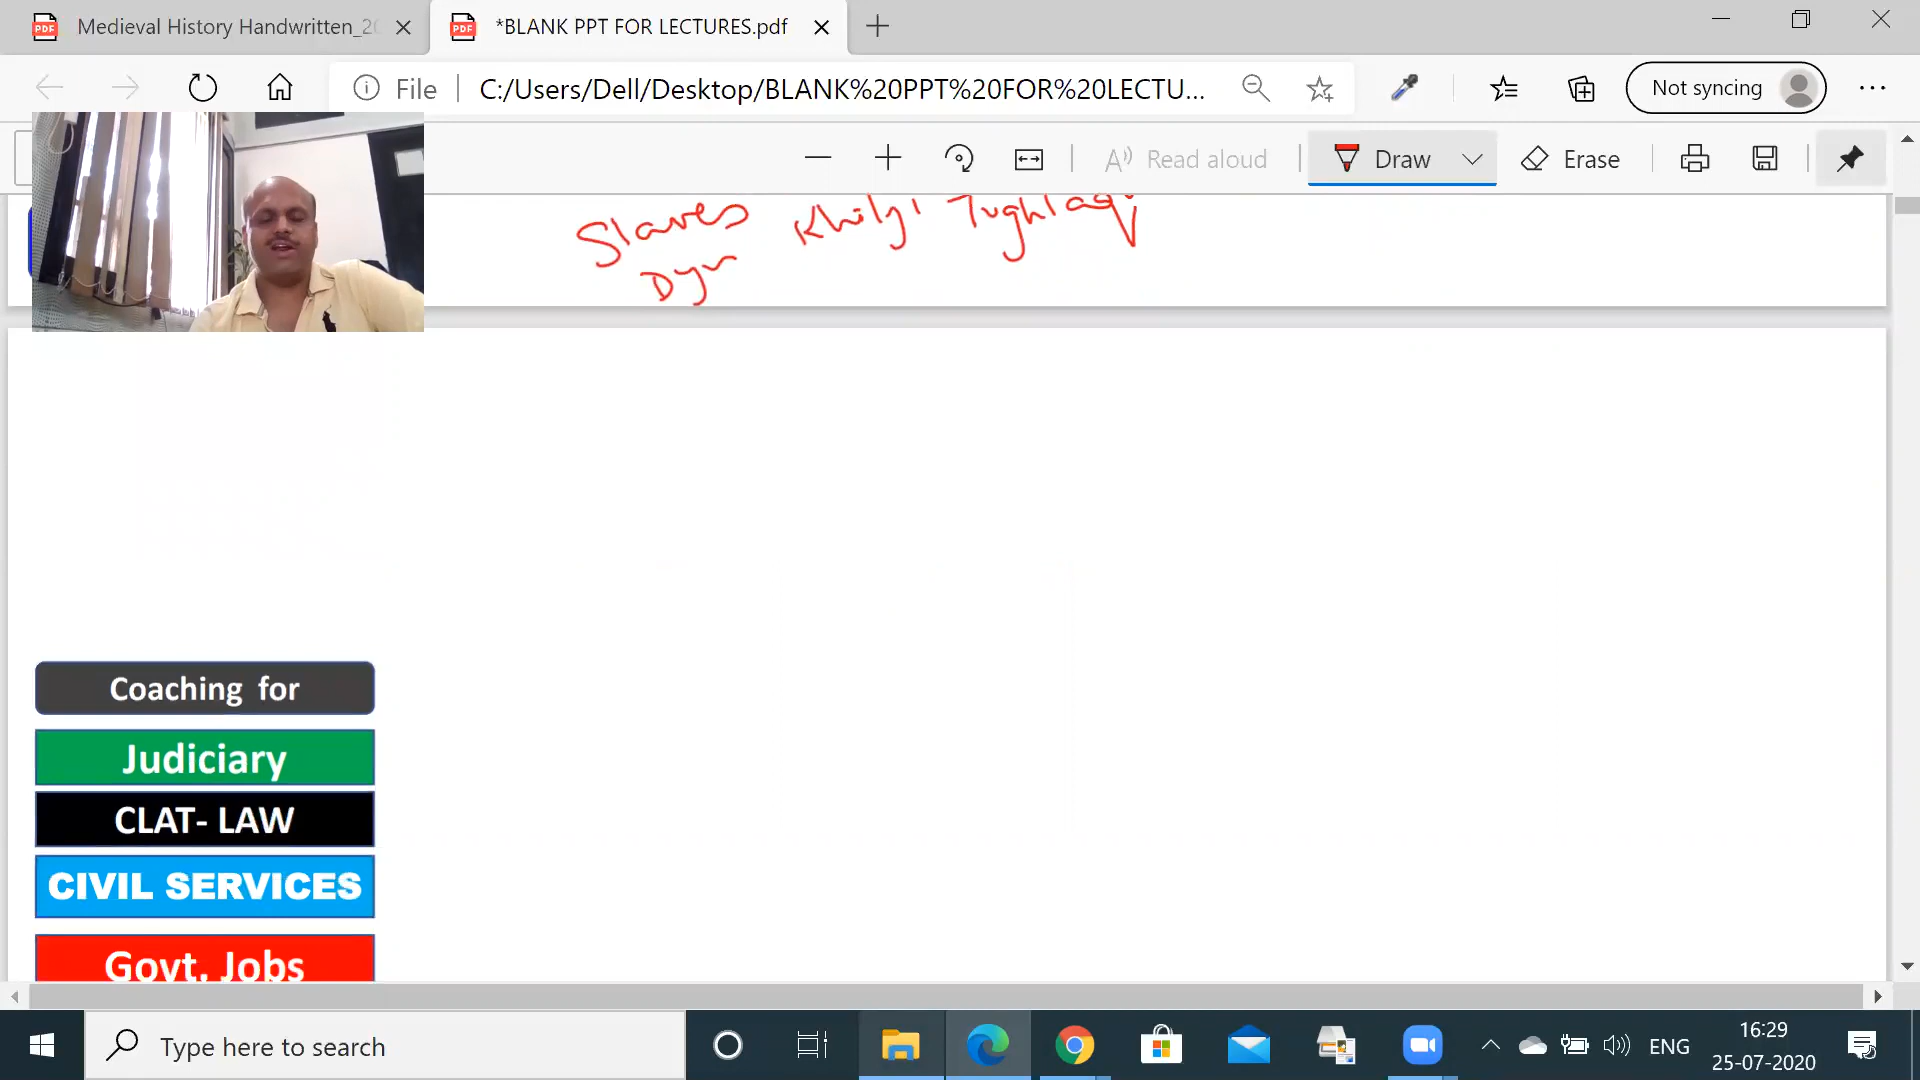 Medieval History Handwritten_20
*BLANK PPT FOR LECTURES.pdf
File
C:/Users/Dell/Desktop/BLANK%20PPT%20FOR%20LECTU...
Not syncing
Read aloud
Draw
Erase
Slaves Khilgi Tughlaq
Dyn
Coaching for
Judiciary
CLAT- LAW
CIVIL SERVICES
Govt. Jobs
Type here to search
ENG
16:29
25-07-2020